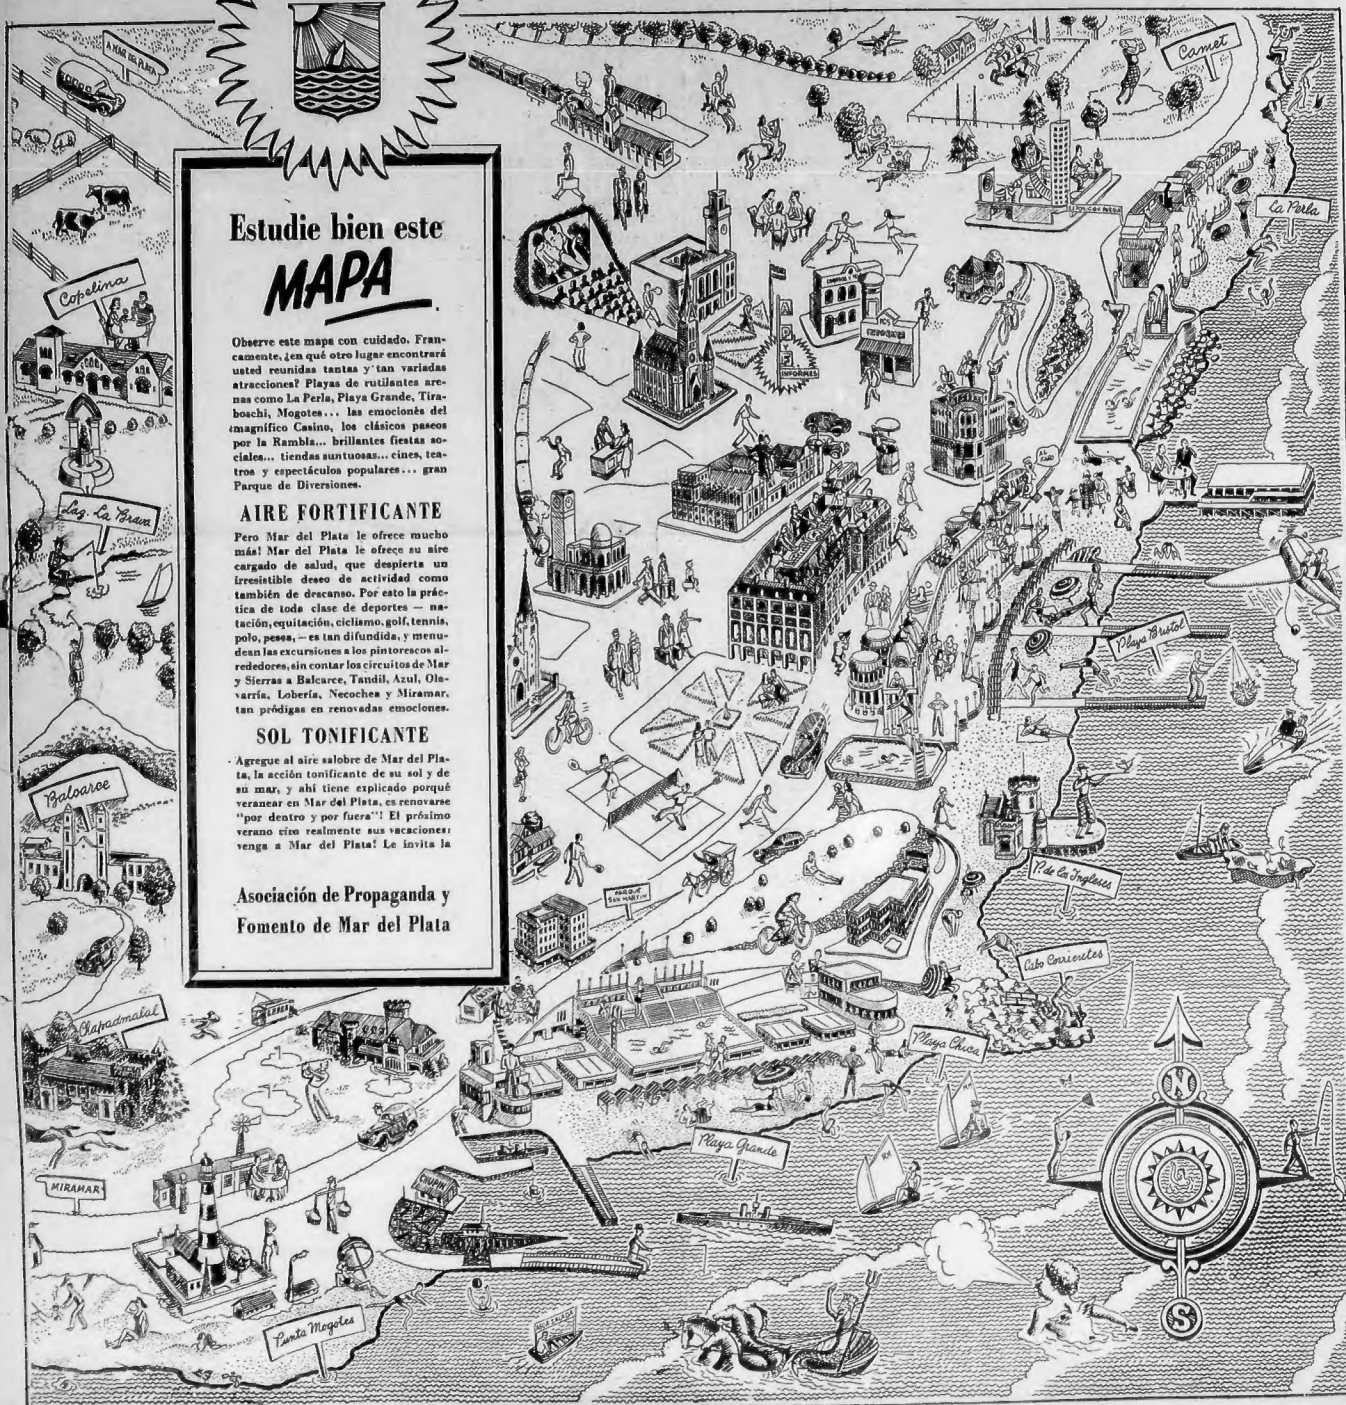 A MAR DEL PLATA
Camet
La Perla
Estudie bien este
MAPA
Observe este mapa con cuidado. Fran-
camente, ¿en qué otro lugar encontrará
usted reunidas tantas y tan variadas
atracciones? Playas de rutilantes are-
nas como La Perla, Playa Grande, Tira-
boschi, Mogotes... las emociones del
magnífico Casino, los clásicos paseos
por la Rambla... brillantes fiestas so-
ciales... tiendas suntuosas... cines, tea-
tros y espectáculos populares... gran
Parque de Diversiones.
AIRE FORTIFICANTE
Pero Mar del Plata le ofrece mucho
más! Mar del Plata le ofrece su aire
cargado de salud, que despierta un
irresistible deseo de actividad como
también de descanso. Por esto la prác-
tica de toda clase de deportes — na-
tación, equitación, ciclismo, golf, tennis,
polo, pesca, — es tan difundida, y menu-
dean las excursiones a los pintorescos al-
rededores, sin contar los circuitos de Mar
y Sierras a Balcarce, Tandil, Azul, Ola-
varría, Lobería, Necochea y Miramar,
tan pródigas en renovadas emociones.
SOL TONIFICANTE
Agregue al aire salobre de Mar del Pla-
ta, la acción tonificante de su sol y de
su mar, y ahí tiene explicado porqué
veranear en Mar del Plata, es renovarse
"por dentro y por fuera"! El próximo
verano viva realmente sus vacaciones:
venga a Mar del Plata! Le invita la
Asociación de Propaganda y
Fomento de Mar del Plata
Copelina
Lag. La Brava
Balcarce
Chapadmalal
MIRAMAR
INFORMES
Playa Bristol
P. de los Ingleses
PARQUE
SAN MARTIN
Cabo Corrientes
Playa Chica
Playa Grande
CHUPIN
Punta Mogotes
N
S